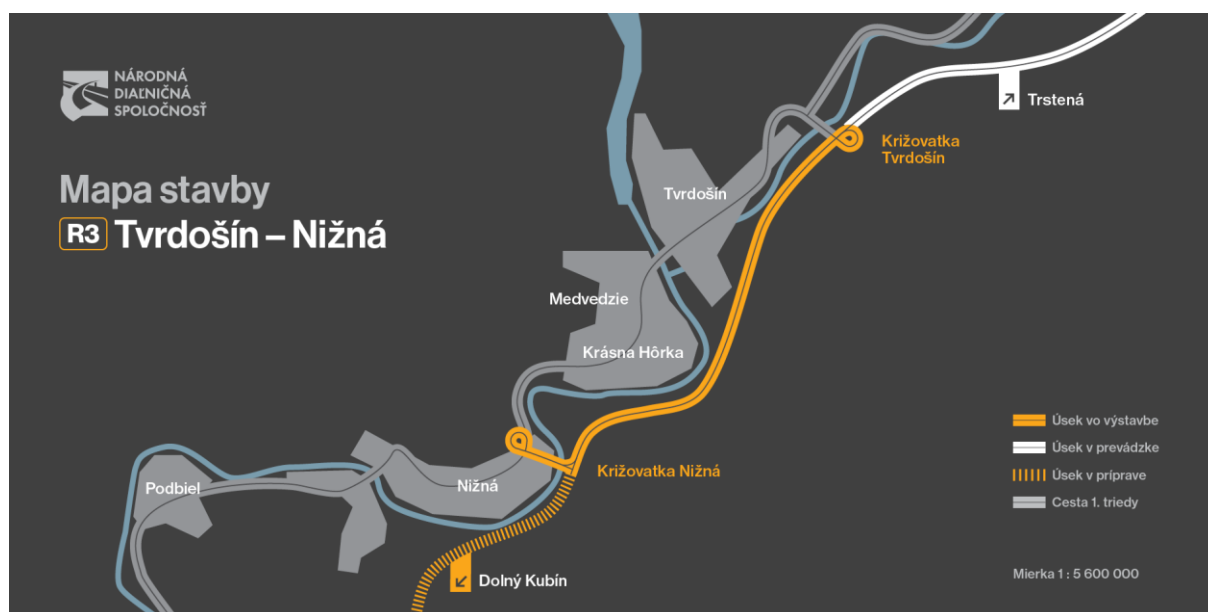 NÁRODNÁ
DIAĽNIČNÁ
SPOLOČNOSŤ
Mapa stavby
R3 Tvrdošín – Nižná
Trstená
Križovatka
Tvrdošín
Tvrdošín
Medvedzie
Krásna Hôrka
Križovatka Nižná
Nižná
Podbiel
Dolný Kubín
Úsek vo výstavbe
Úsek v prevádzke
Úsek v príprave
Cesta 1. triedy
Mierka 1 : 5 600 000